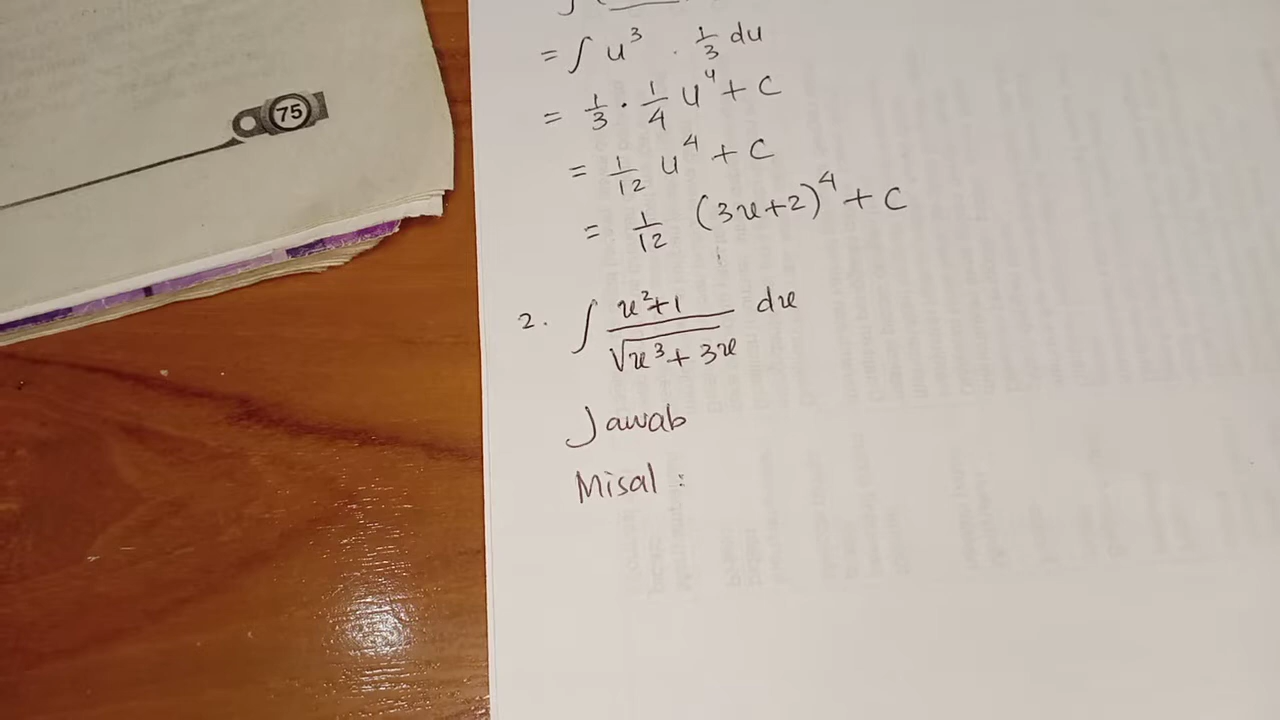 75
= ∫ u³ . 1/3 du
= 1/3 · 1/4 u⁴ + C
= 1/12 u⁴ + C
= 1/12 (3x+2)⁴ + C
2. ∫ x²+1 / √x³+3x dx
Jawab
Misal :